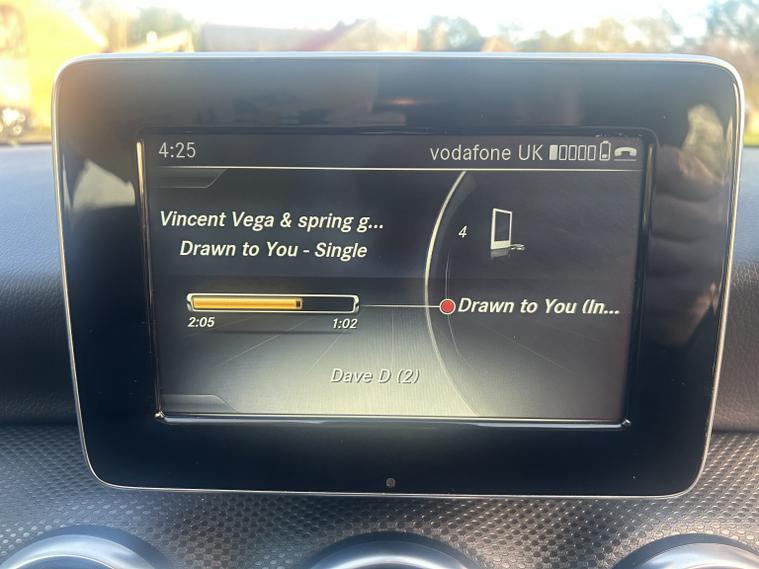 4:25
vodafone UK
Vincent Vega & spring g...
Drawn to You - Single
4
2:05
1:02
Drawn to You (In...
Dave D (2)